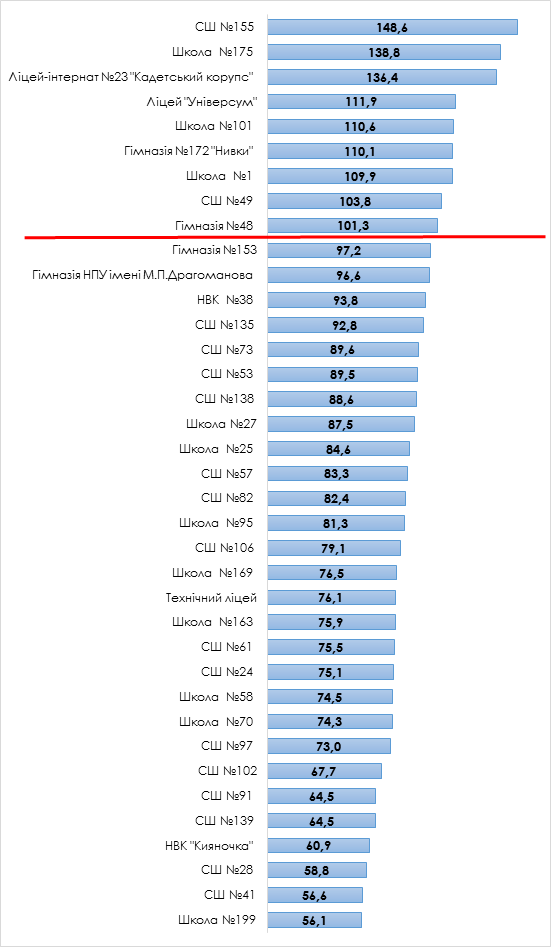 СШ №155 148,6
Школа №175 138,8
Ліцей-інтернат №23 "Кадетський корупс" 136,4
Ліцей "Універсум" 111,9
Школа №101 110,6
Гімназія №172 "Нивки" 110,1
Школа №1 109,9
СШ №49 103,8
Гімназія №48 101,3
Гімназія №153 97,2
Гімназія НПУ імені М.П.Драгоманова 96,6
НВК №38 93,8
СШ №135 92,8
СШ №73 89,6
СШ №53 89,5
СШ №138 88,6
Школа №27 87,5
Школа №25 84,6
СШ №57 83,3
СШ №82 82,4
Школа №95 81,3
СШ №106 79,1
Школа №169 76,5
Технічний ліцей 76,1
Школа №163 75,9
СШ №61 75,5
СШ №24 75,1
Школа №58 74,5
Школа №70 74,3
СШ №97 73,0
СШ №102 67,7
СШ №91 64,5
СШ №139 64,5
НВК "Кияночка" 60,9
СШ №28 58,8
СШ №41 56,6
Школа №199 56,1